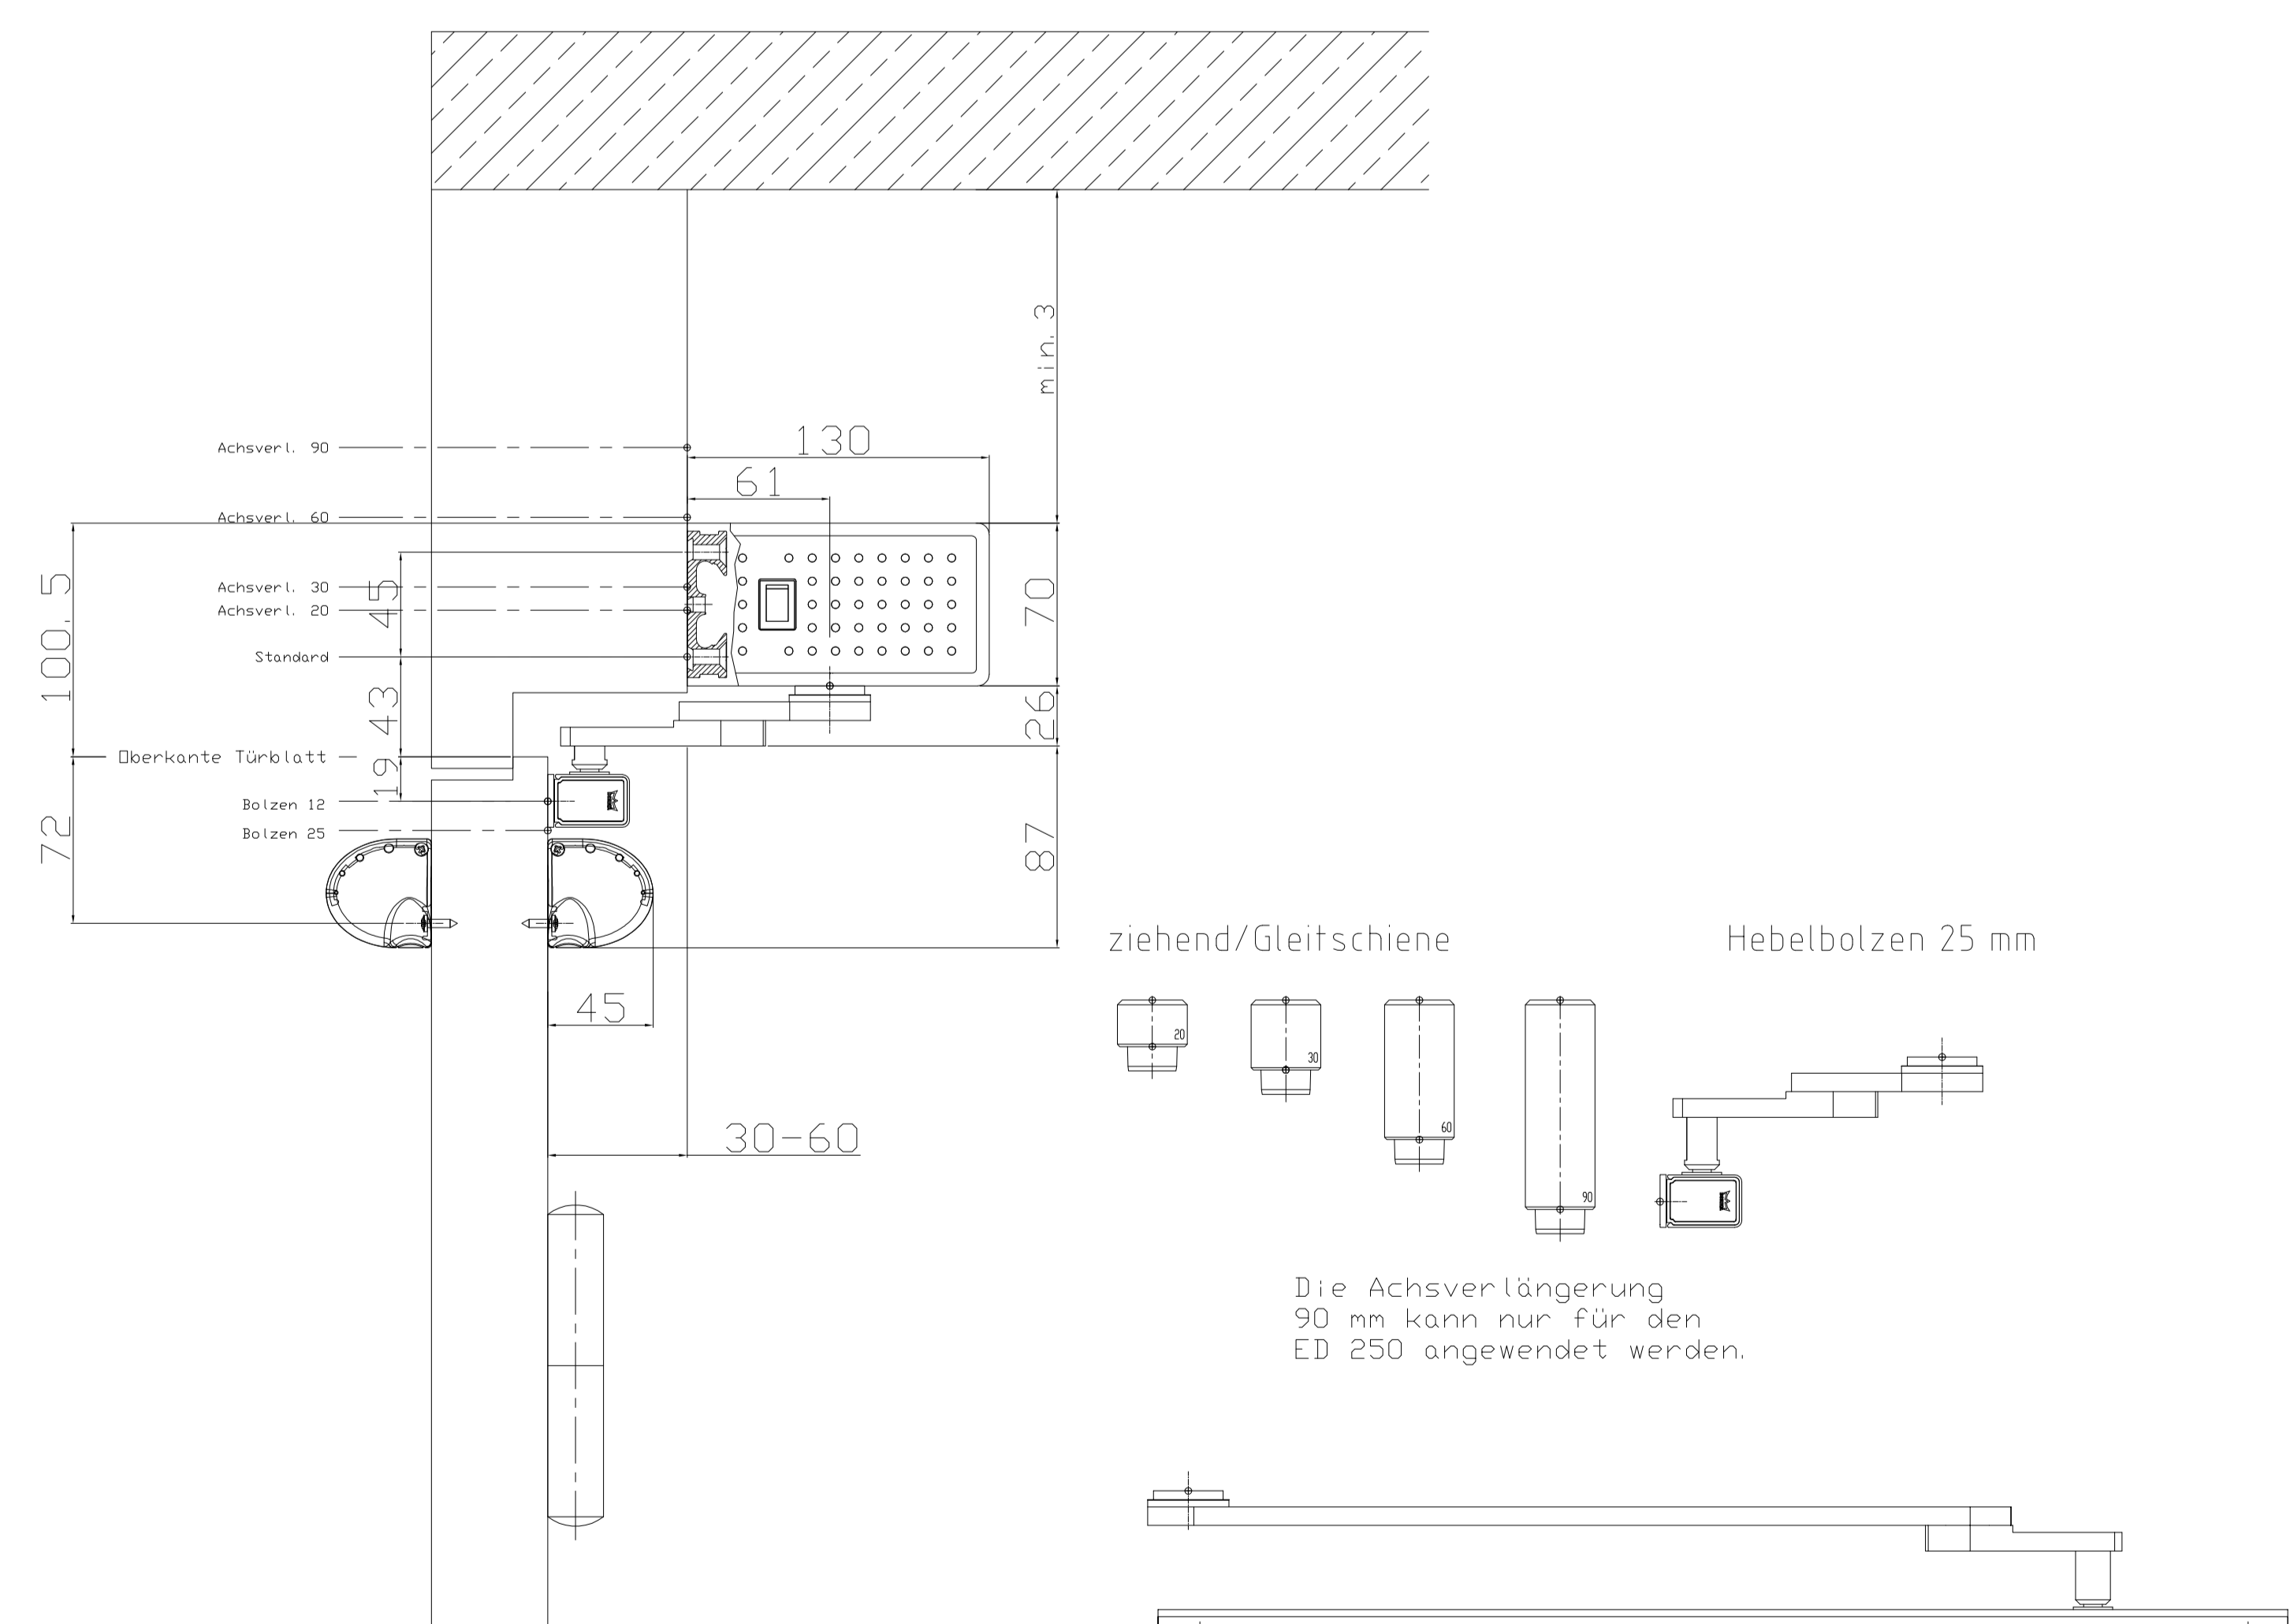 min. 3
Achsverl. 90
130
61
Achsverl. 60
Achsverl. 30
Achsverl. 20
Standard
100.5
45
70
43
26
Oberkante Türblatt
19
Bolzen 12
Bolzen 25
72
87
45
30-60
ziehend/Gleitschiene
Hebelbolzen 25 mm
20
30
60
90
Die Achsverlängerung
90 mm kann nur für den
ED 250 angewendet werden.